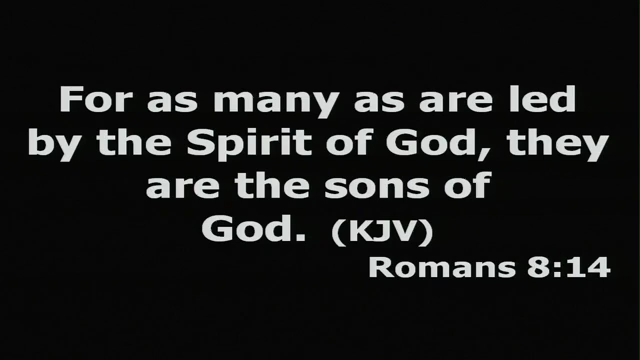 For as many as are led
by the Spirit of God, they
are the sons of
God. (KJV)
Romans 8:14